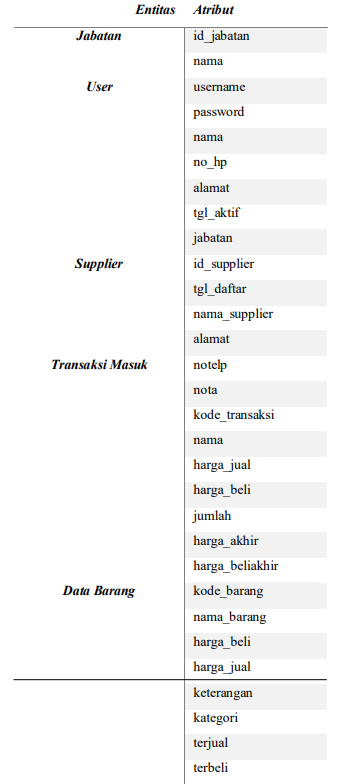 Entitas Atribut
Jabatan id_jabatan
nama
User username
password
nama
no_hp
alamat
tgl_aktif
jabatan
Supplier id_supplier
tgl_daftar
nama_supplier
alamat
Transaksi Masuk notelp
nota
kode_transaksi
nama
harga_jual
harga_beli
jumlah
harga_akhir
harga_beliakhir
Data Barang kode_barang
nama_barang
harga_beli
harga_jual
keterangan
kategori
terjual
terbeli